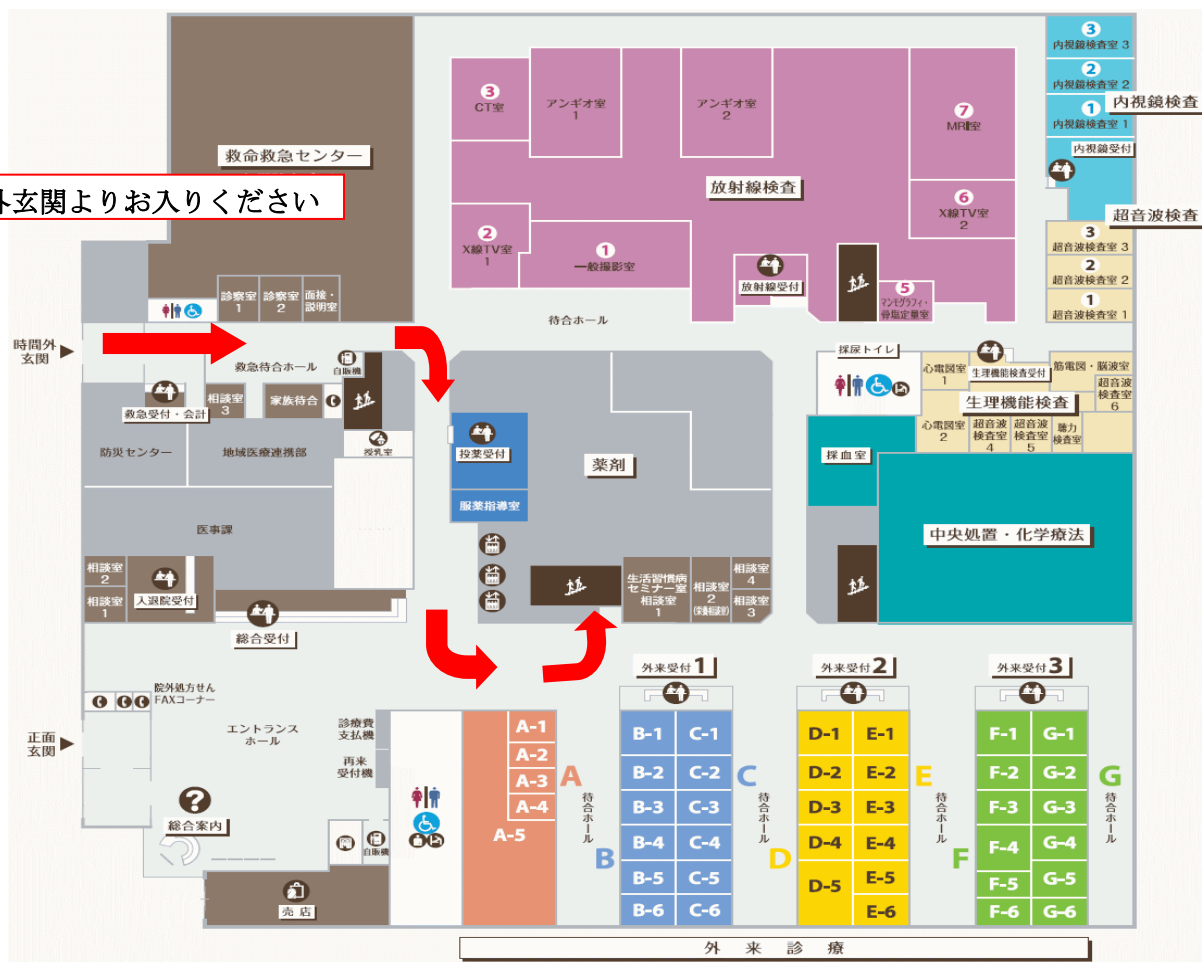 3
内視鏡検査室 3
2
内視鏡検査室 2
1
内視鏡検査室 1
内視鏡検査
内視鏡受付
超音波検査
3
超音波検査室 3
2
超音波検査室 2
1
超音波検査室 1
3
CT室
アンギオ室
1
アンギオ室
2
7
MRI室
放射線検査
6
X線TV室
2
2
X線TV室
1
1
一般撮影室
放射線受付
5
マンモグラフィ・
骨塩定量室
救命救急センター
外玄関よりお入りください
診察室
1
診察室
2
面接・
説明室
待合ホール
時間外
玄関
救急待合ホール
自販機
救急受付・会計
相談室
3
家族待合
防災センター
地域医療連携部
授乳室
医事課
相談室
2
相談室
1
入退院受付
総合受付
投薬受付
服薬指導室
薬剤
生活習慣病
セミナー室
相談室
1
相談室
2
(栄養相談室)
相談室
4
相談室
3
採尿トイレ
心電図室
1
生理機能検査受付
筋電図・脳波室
生理機能検査
超音波
検査室
6
心電図室
2
超音波
検査室
4
超音波
検査室
5
聴力
検査室
採血室
中央処置・化学療法
院外処方せん
FAXコーナー
正面
玄関
エントランス
ホール
診療費
支払機
再来
受付機
?
総合案内
自販機
売店
外来受付1
外来受付2
外来受付3
A-1
A-2
A-3
A-4
A-5
A
待合ホール
B
B-1
B-2
B-3
B-4
B-5
B-6
C-1
C-2
C-3
C-4
C-5
C-6
C
待合ホール
D
D-1
D-2
D-3
D-4
D-5
E-1
E-2
E-3
E-4
E-5
E-6
E
待合ホール
F
F-1
F-2
F-3
F-4
F-5
F-6
G-1
G-2
G-3
G-4
G-5
G-6
G
待合ホール
外来診療